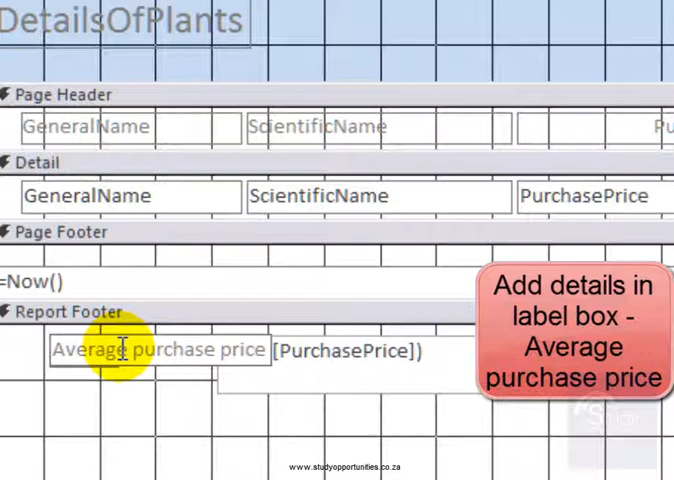 DetailsOfPlants
Page Header
GeneralName ScientificName Pu
Detail
GeneralName ScientificName PurchasePrice
Page Footer
=Now()
Report Footer
Average purchase price [PurchasePrice])
Add details in
label box -
Average
purchase price
www.studyopportunities.co.za